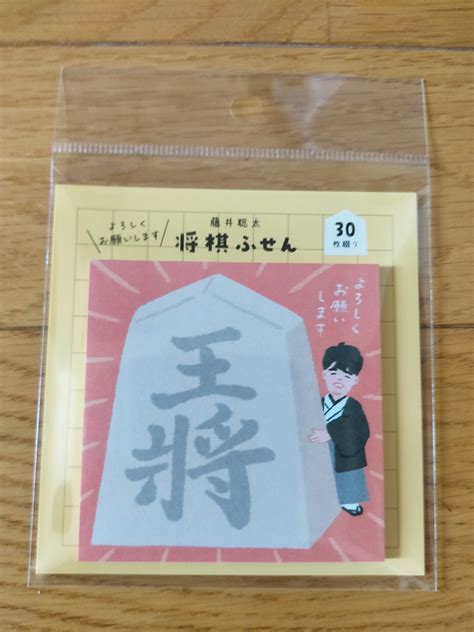 よろしく
お願いします
藤井聡太
将棋ふせん
30
枚綴り
よろしく
お願い
します
王
將